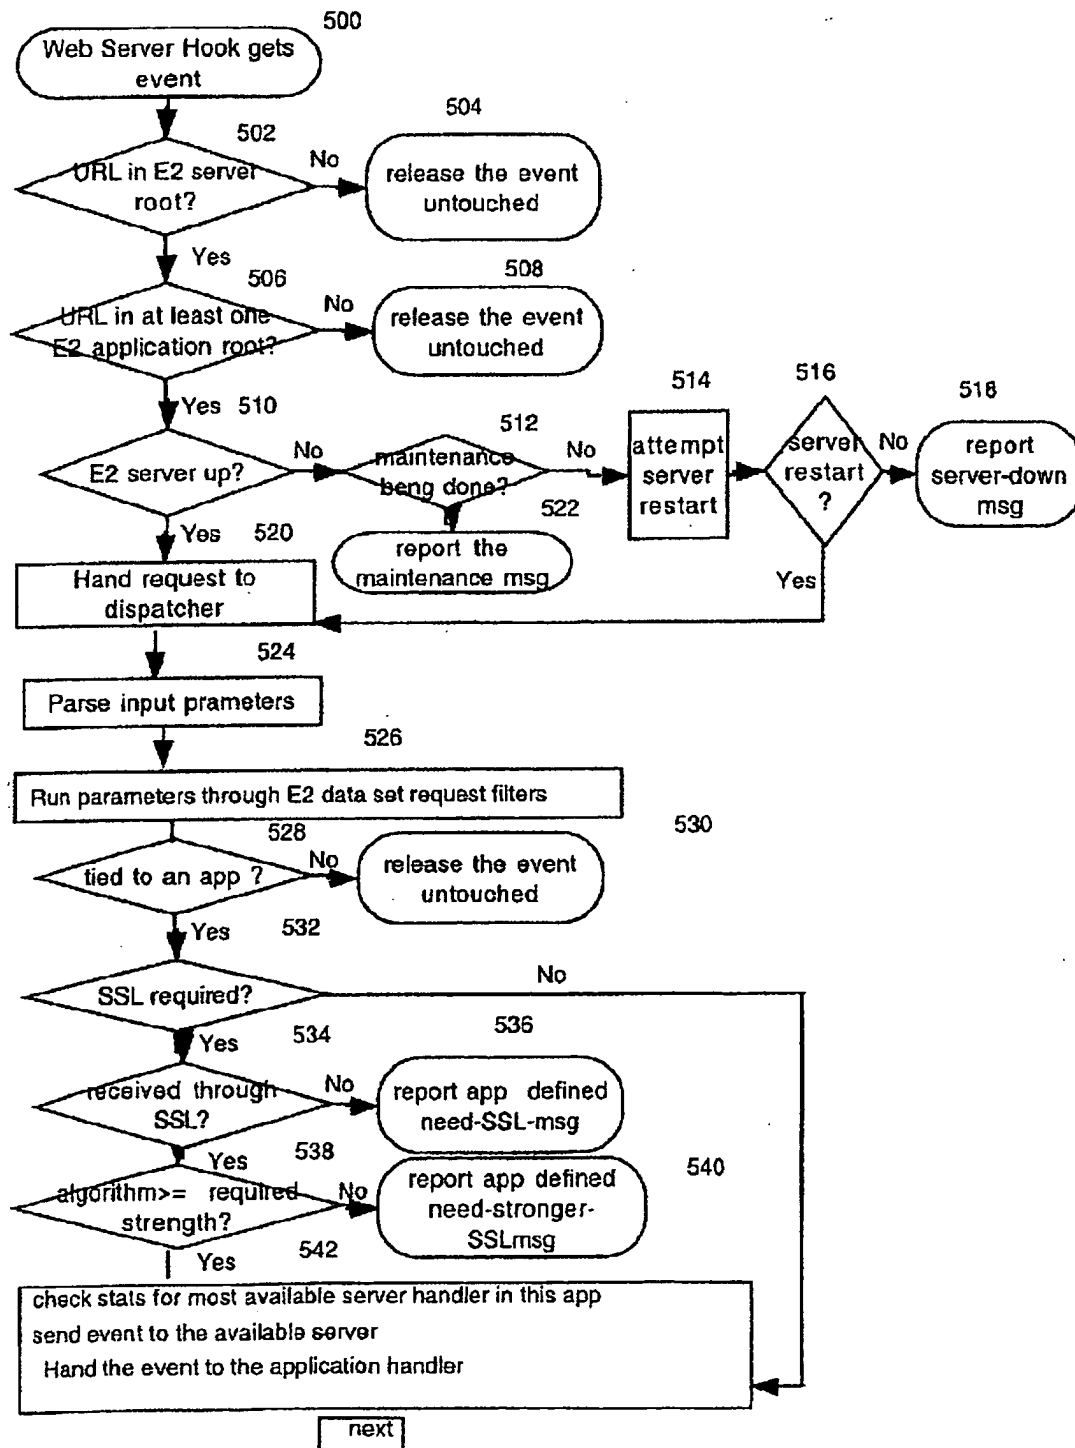 500
Web Server Hook gets
event
502
504
URL in E2 server
root?
No
release the event
untouched
Yes
506
508
URL in at least one
E2 application root?
No
release the event
untouched
Yes
510
512
514
516
518
E2 server up?
No
maintenance
beng done?
No
attempt
server
restart
server
restart
?
No
report
server-down
msg
522
Yes
520
report the
maintenance msg
Yes
Hand request to
dispatcher
524
Parse input prameters
526
Run parameters through E2 data set request filters
528
530
tied to an app ?
No
release the event
untouched
Yes
532
SSL required?
No
Yes
534
536
received through
SSL?
No
report app defined
need-SSL-msg
Yes
538
540
algorithm>= required
strength?
No
report app defined
need-stronger-
SSLmsg
Yes
542
check stats for most available server handler in this app
send event to the available server
Hand the event to the application handler
next